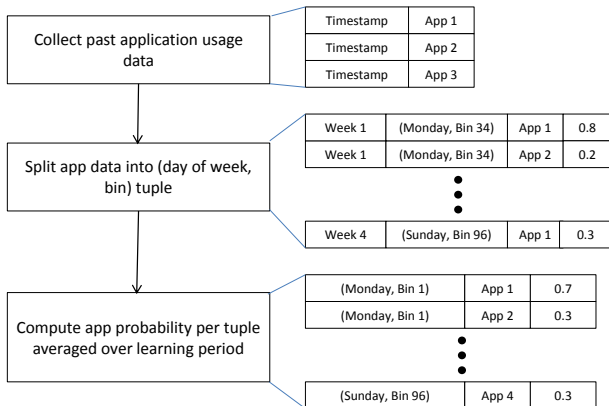 Collect past application usage
data
Timestamp App 1
Timestamp App 2
Timestamp App 3
Split app data into (day of week,
bin) tuple
Week 1 (Monday, Bin 34) App 1 0.8
Week 1 (Monday, Bin 34) App 2 0.2
Week 4 (Sunday, Bin 96) App 1 0.3
Compute app probability per tuple
averaged over learning period
(Monday, Bin 1) App 1 0.7
(Monday, Bin 1) App 2 0.3
(Sunday, Bin 96) App 4 0.3